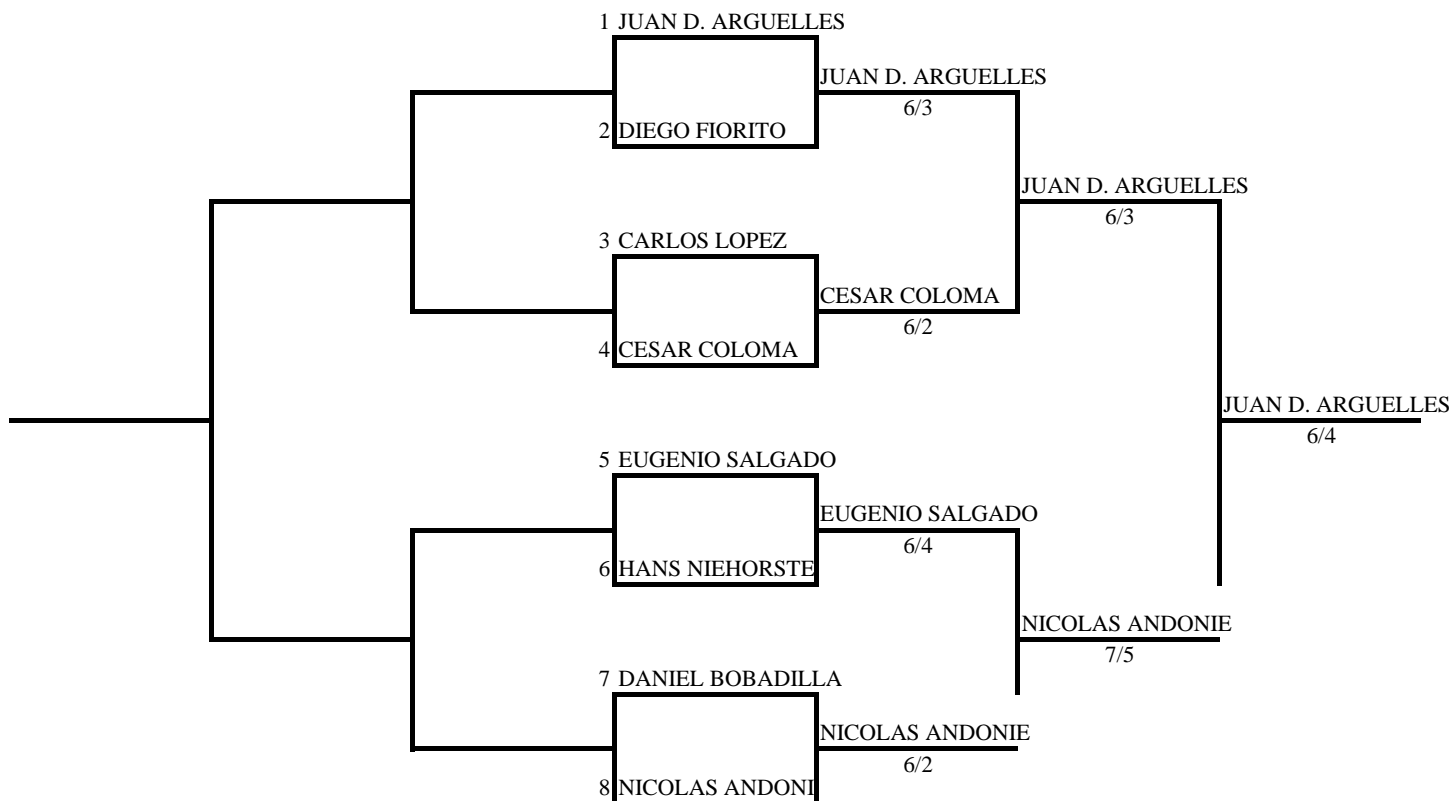 1 JUAN D. ARGUELLES
JUAN D. ARGUELLES
6/3
2 DIEGO FIORITO
JUAN D. ARGUELLES
6/3
3 CARLOS LOPEZ
CESAR COLOMA
6/2
4 CESAR COLOMA
JUAN D. ARGUELLES
6/4
5 EUGENIO SALGADO
EUGENIO SALGADO
6/4
6 HANS NIEHORSTE
NICOLAS ANDONIE
7/5
7 DANIEL BOBADILLA
NICOLAS ANDONIE
6/2
8 NICOLAS ANDONI